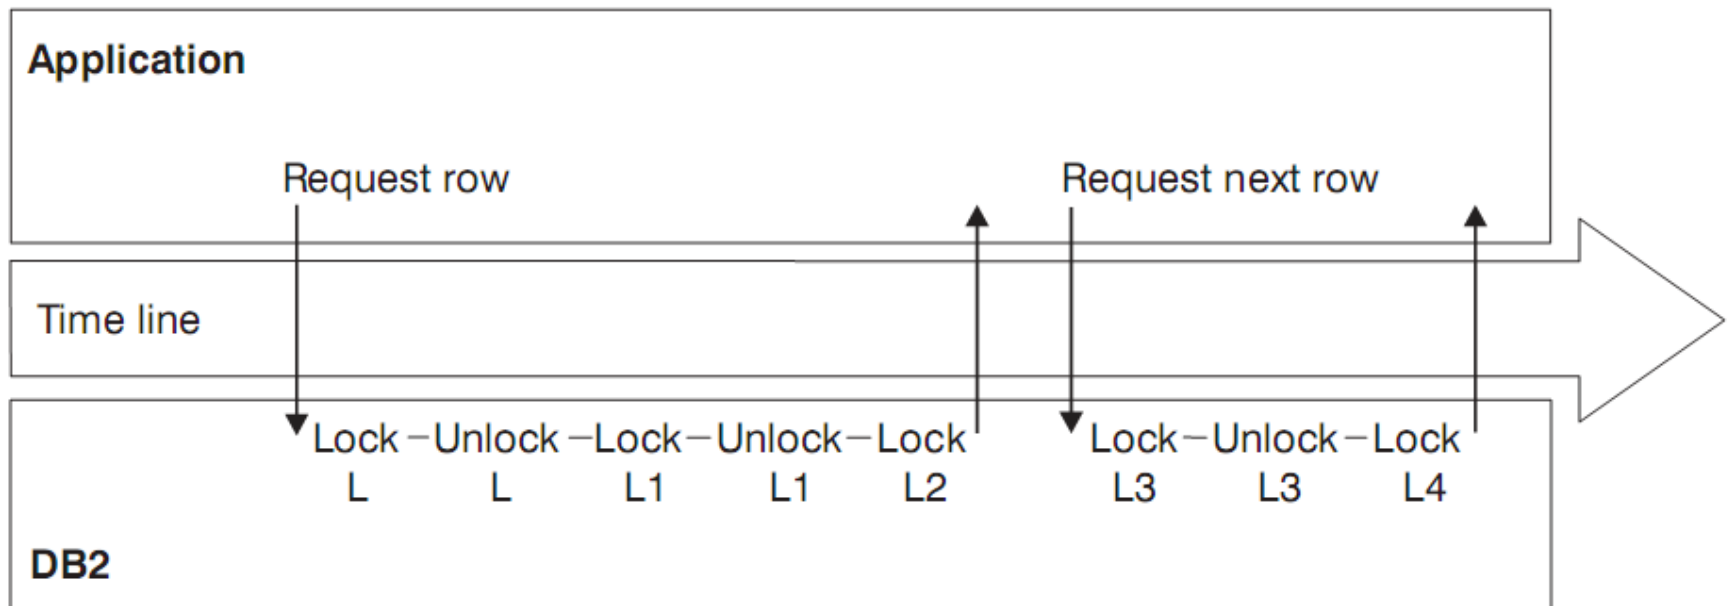 Application
Request row Request next row
Time line
Lock – Unlock – Lock – Unlock – Lock Lock – Unlock – Lock
L L L1 L1 L2 L3 L3 L4
DB2